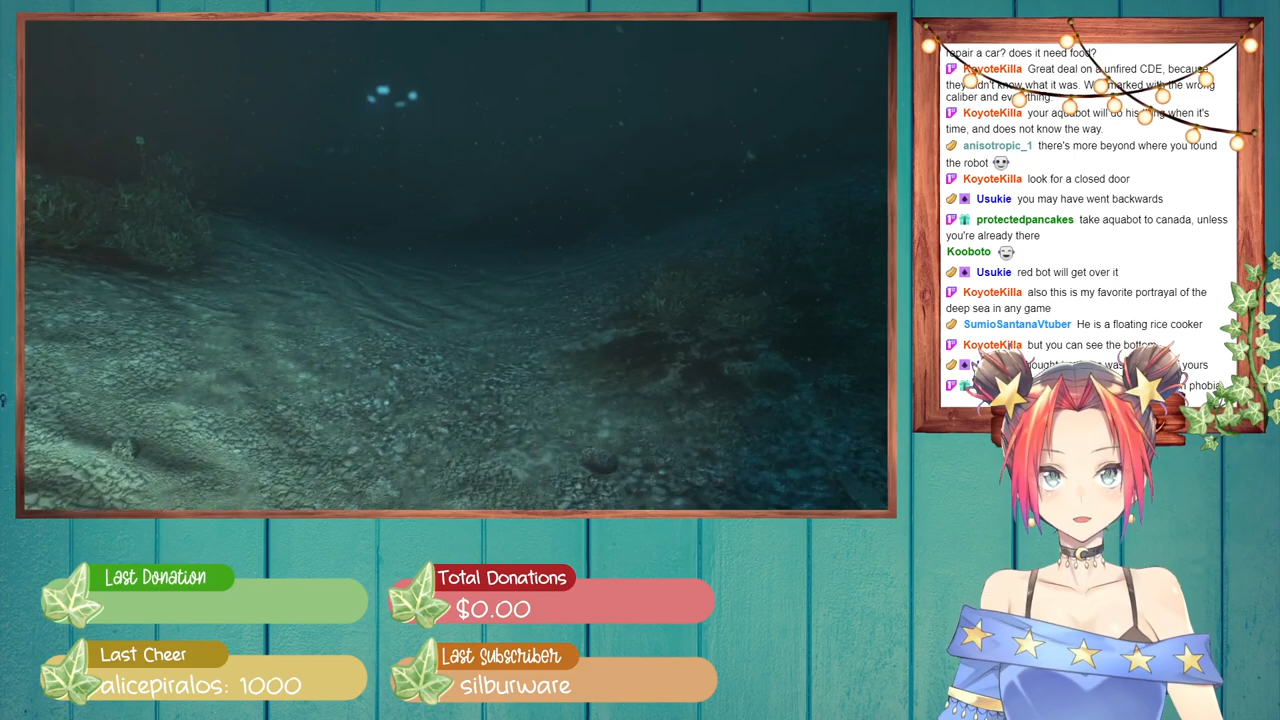 repair a car? does it need food?
KoyoteKilla Great deal on a unfired CDE, because
they didn't know what it was. marked with the wrong
caliber and everything.
KoyoteKilla your aquabot will do his thing when it's
time, and does not know the way.
anisotropic_1 there's more beyond where you found
the robot
KoyoteKilla look for a closed door
Usukie you may have went backwards
protectedpancakes take aquabot to canada, unless
you're already there
Kooboto
Usukie red bot will get over it
KoyoteKilla also this is my favorite portrayal of the
deep sea in any game
SumioSantanaVtuber He is a floating rice cooker
KoyoteKilla but you can see the bottom
yours
phobia
Last Donation
Total Donations
$0.00
Last Cheer
alicepiralos: 1000
Last Subscriber
silburware